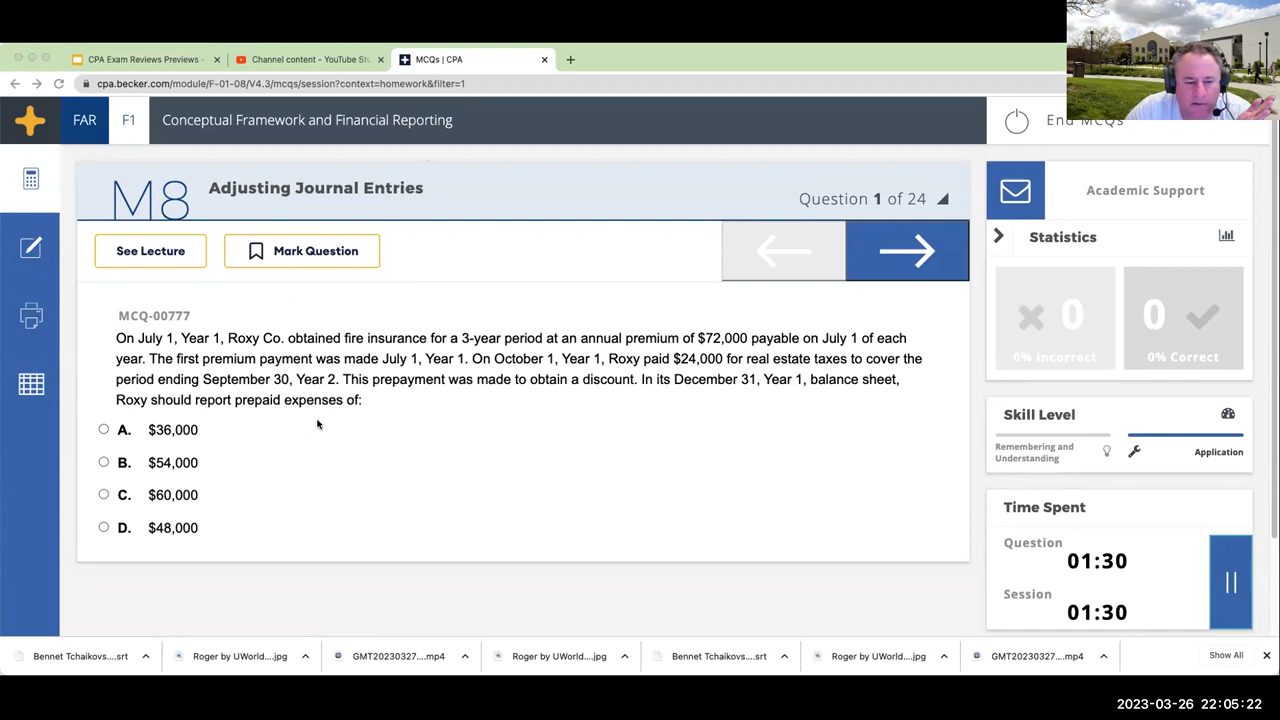 CPA Exam Reviews Previews -
Channel content - YouTube Stu
MCQs | CPA
cpa.becker.com/module/F-01-08/V4.3/mcqs/session?context=homework&filter=1
FAR
F1
Conceptual Framework and Financial Reporting
End MCQs
M8
Adjusting Journal Entries
Question 1 of 24
Academic Support
See Lecture
Mark Question
Statistics
0
0% Incorrect
0
0% Correct
MCQ-00777
On July 1, Year 1, Roxy Co. obtained fire insurance for a 3-year period at an annual premium of $72,000 payable on July 1 of each
year. The first premium payment was made July 1, Year 1. On October 1, Year 1, Roxy paid $24,000 for real estate taxes to cover the
period ending September 30, Year 2. This prepayment was made to obtain a discount. In its December 31, Year 1, balance sheet,
Roxy should report prepaid expenses of:
A. $36,000
B. $54,000
C. $60,000
D. $48,000
Skill Level
Remembering and
Understanding
Application
Time Spent
Question
01:30
Session
01:30
Bennet Tchaikovs....srt
Roger by UWorld....jpg
GMT20230327....mp4
Roger by UWorld....jpg
Bennet Tchaikovs....srt
Roger by UWorld....jpg
GMT20230327....mp4
Show All
2023-03-26 22:05:22